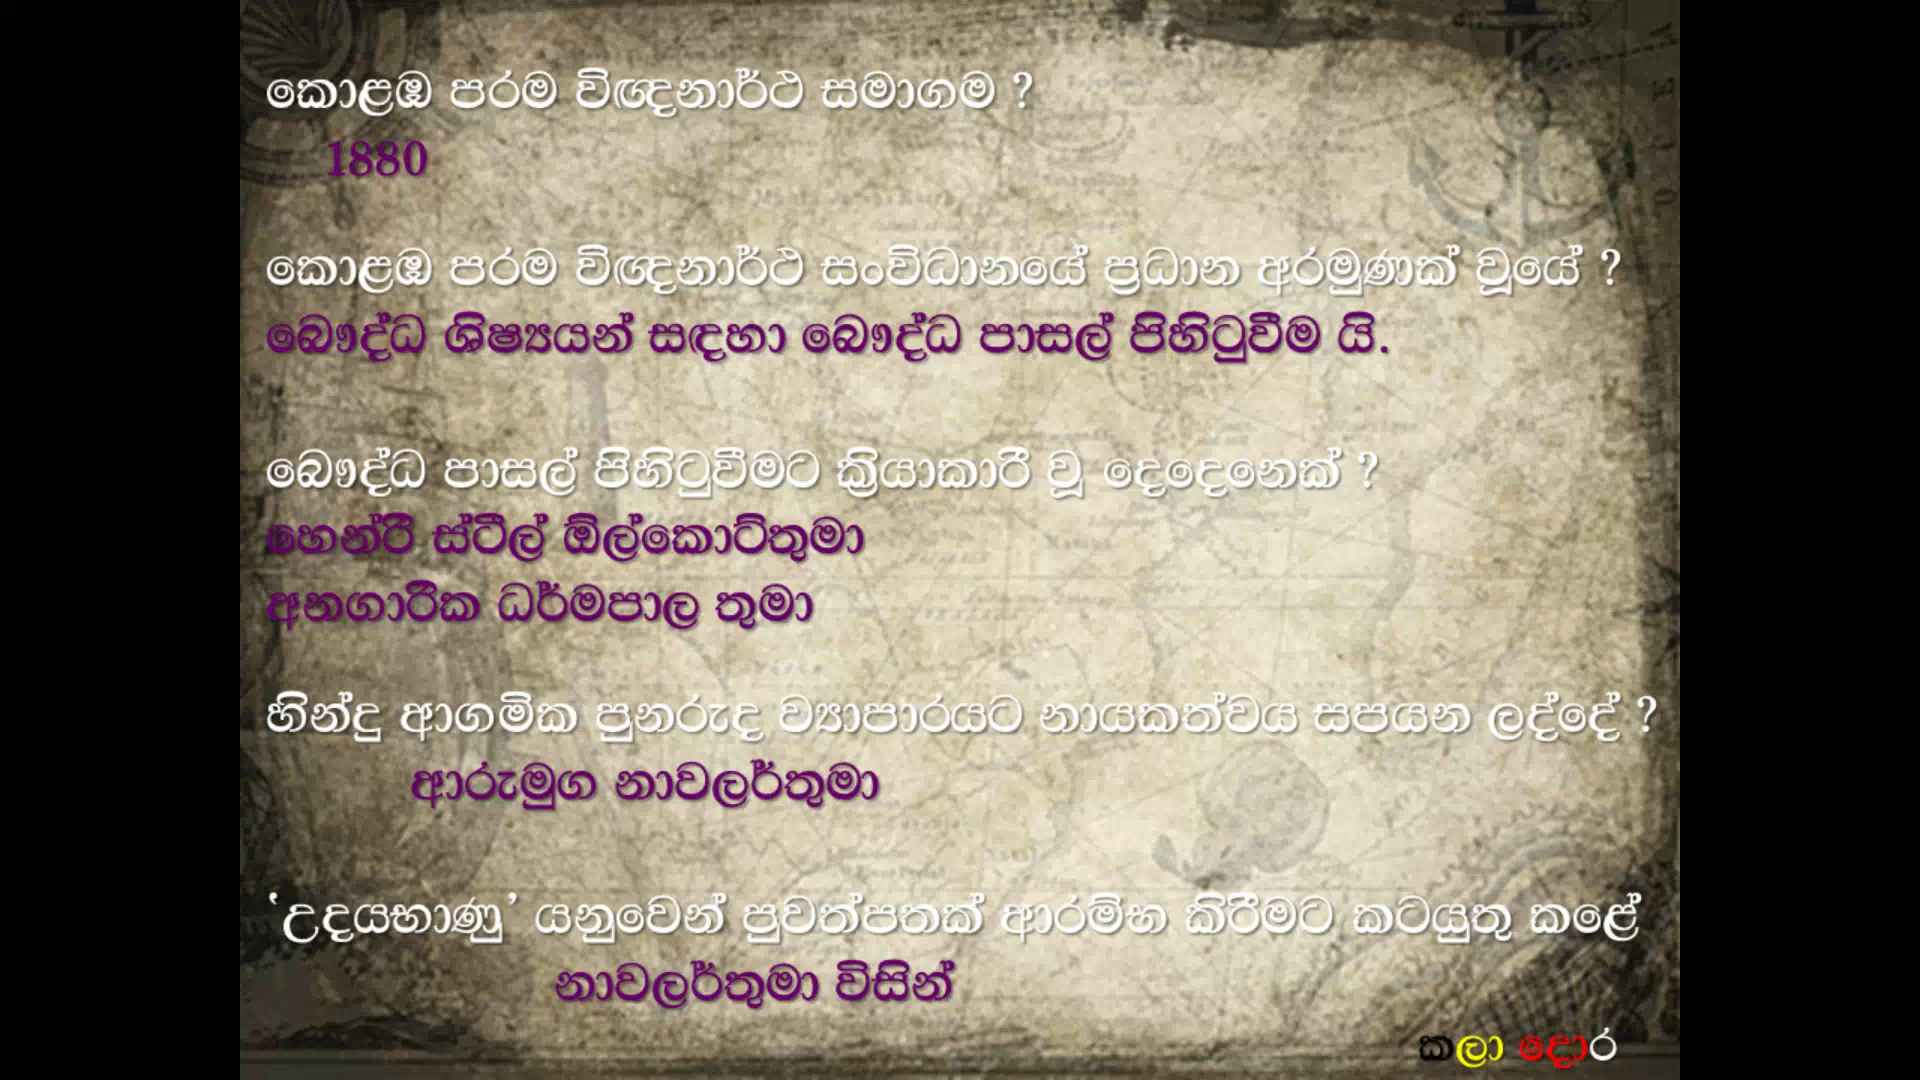 කොළඹ පරම විඥානාර්ථ සමාගම ?
1880
කොළඹ පරම විඥානාර්ථ සංවිධානයේ ප්‍රධාන අරමුණක් වූයේ ?
බෞද්ධ ශිෂ්‍යයන් සඳහා බෞද්ධ පාසල් පිහිටුවීම යි.
බෞද්ධ පාසල් පිහිටුවීමට ක්‍රියාකාරී වූ දෙදෙනෙක් ?
හෙන්රි ස්ටීල් ඕල්කොට්තුමා
අනගාරික ධර්මපාල තුමා
හින්දු ආගමික පුනරුද ව්‍යාපාරයට නායකත්වය සපයන ලද්දේ ?
ආරුමුග නාවලර්තුමා
‘උදයභාණු’ යනුවෙන් පුවත්පතක් ආරම්භ කිරීමට කටයුතු කළේ
නාවලර්තුමා විසින්
කලා දොර